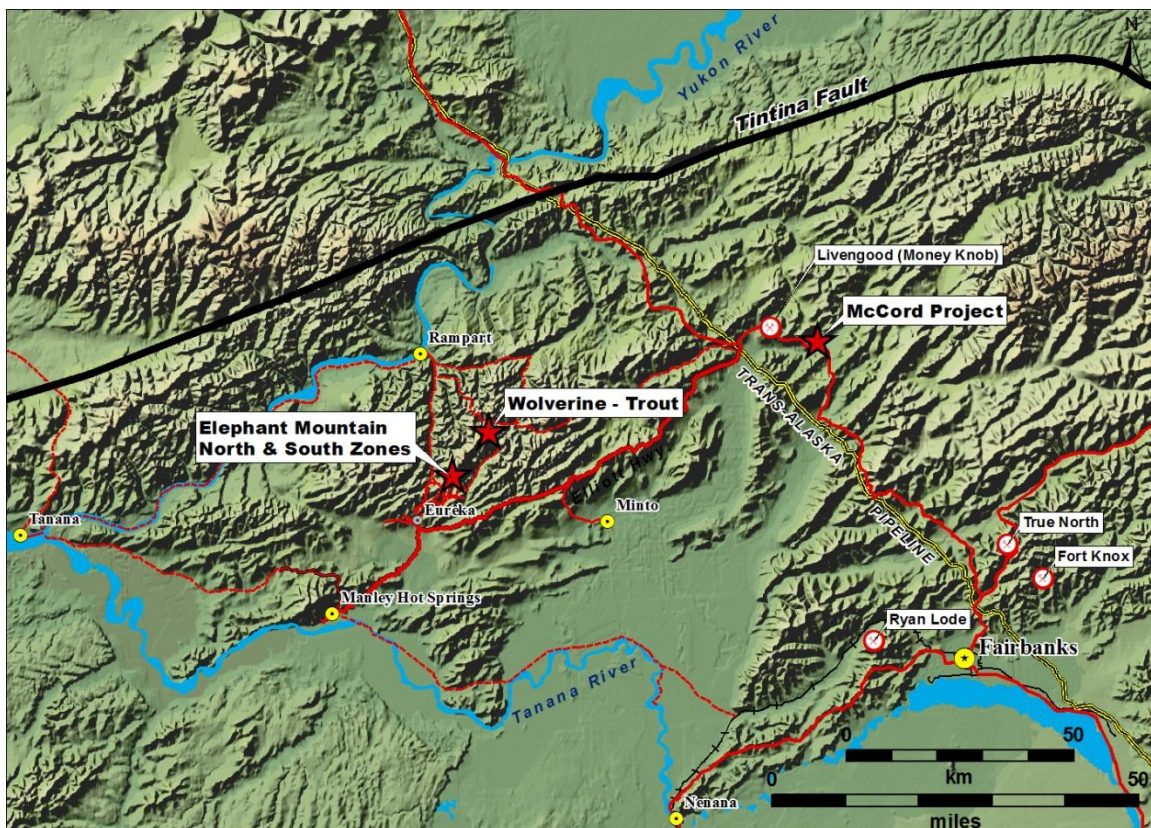 N
Yukon River
Tintina Fault
Livengood (Money Knob)
McCord Project
Rampart
Wolverine - Trout
Elephant Mountain
North & South Zones
TRANS-ALASKA
PIPELINE
Elliott Hwy
Eureka
Minto
Tanana
True North
Fort Knox
Manley Hot Springs
Ryan Lode
Fairbanks
Tanana River
Nenana
0 50
km
0 50
miles